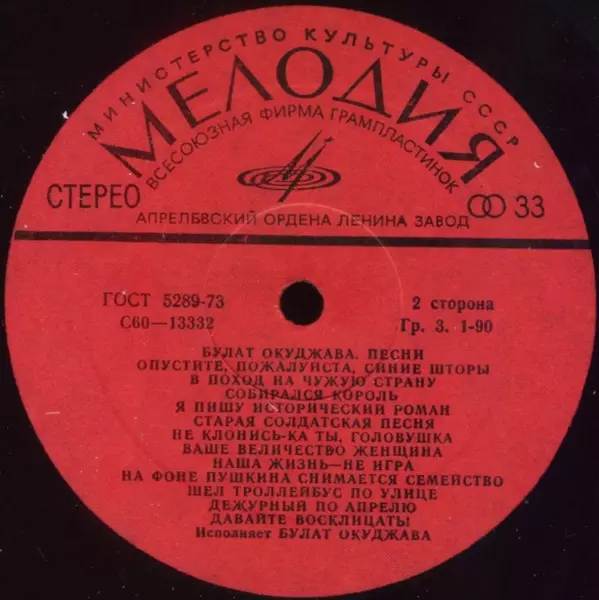 МИНИСТЕРСТВО КУЛЬТУРЫ СССР
МЕЛОДИЯ
ВСЕСОЮЗНАЯ ФИРМА ГРАМПЛАСТИНОК
СТЕРЕО
33
АПРЕЛЕВСКИЙ ОРДЕНА ЛЕНИНА ЗАВОД
ГОСТ 5289-73
2 сторона
С60—13332
Гр. 3. 1-90
БУЛАТ ОКУДЖАВА. ПЕСНИ
ОПУСТИТЕ, ПОЖАЛУЙСТА, СИНИЕ ШТОРЫ
В ПОХОД НА ЧУЖУЮ СТРАНУ
СОБИРАЛСЯ КОРОЛЬ
Я ПИШУ ИСТОРИЧЕСКИЙ РОМАН
СТАРАЯ СОЛДАТСКАЯ ПЕСНЯ
НЕ КЛОНИСЬ-КА ТЫ, ГОЛОВУШКА
ВАШЕ ВЕЛИЧЕСТВО ЖЕНЩИНА
НАША ЖИЗНЬ—НЕ ИГРА
НА ФОНЕ ПУШКИНА СНИМАЕТСЯ СЕМЕЙСТВО
ШЕЛ ТРОЛЛЕЙБУС ПО УЛИЦЕ
ДЕЖУРНЫЙ ПО АПРЕЛЮ
ДАВАЙТЕ ВОСКЛИЦАТЬ!
Исполняет БУЛАТ ОКУДЖАВА